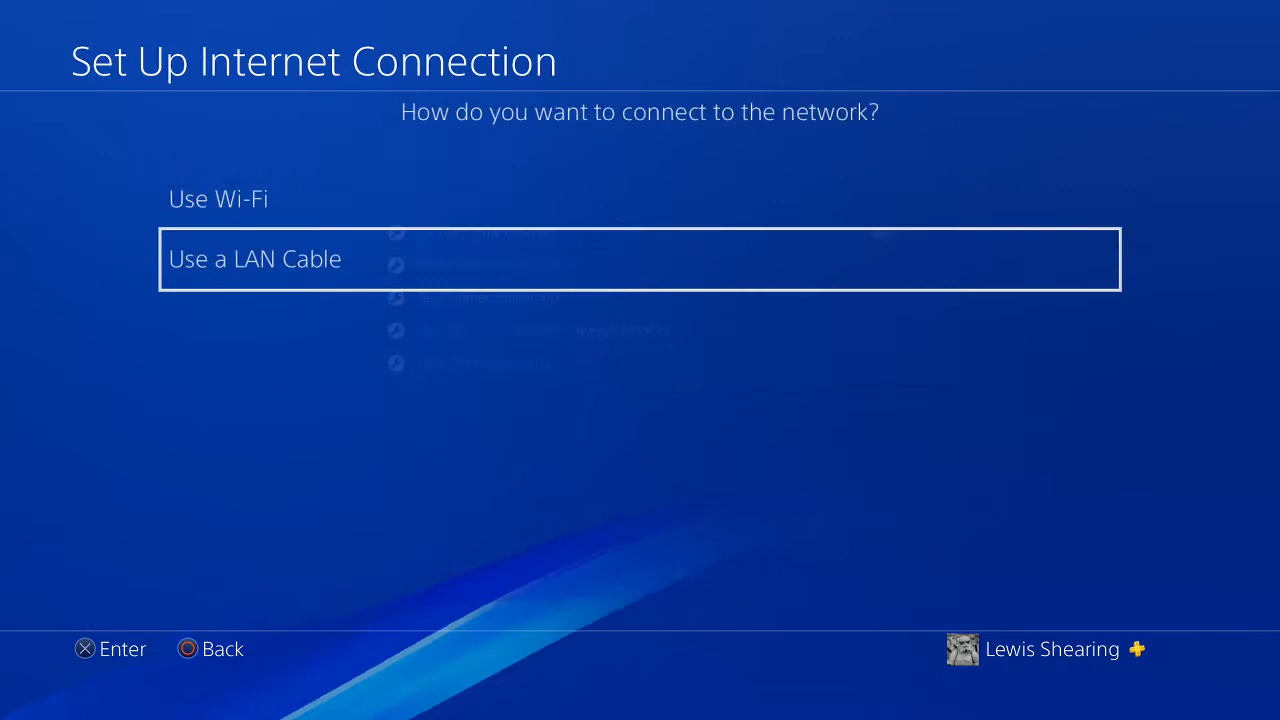 Set Up Internet Connection
How do you want to connect to the network?
Use Wi-Fi
Use a LAN Cable
Enter
Back
Lewis Shearing